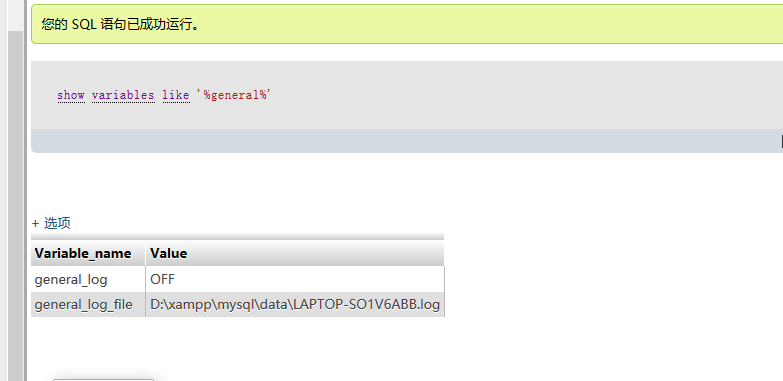 您的 SQL 语句已成功运行。
show variables like '%general%'
+ 选项
Variable_name Value
general_log OFF
general_log_file D:\xampp\mysql\data\LAPTOP-SO1V6ABB.log